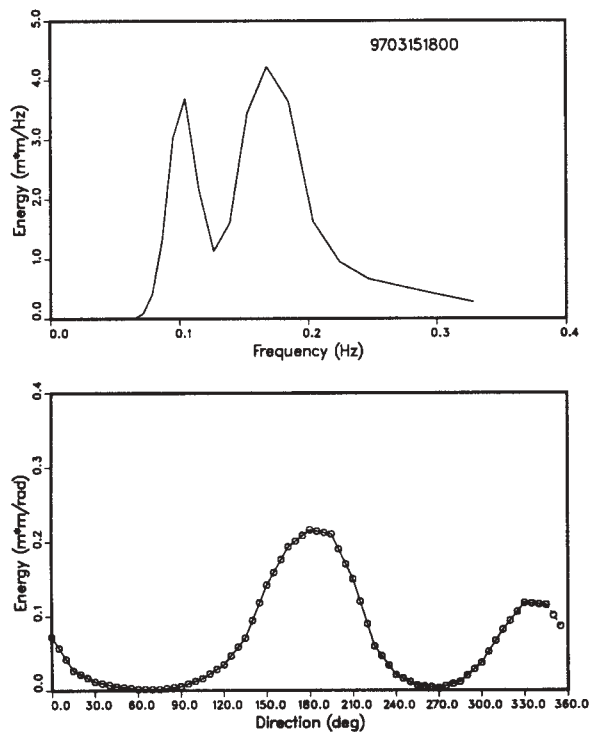 5.0
9703151800
4.0
3.0
2.0
1.0
0.0
Energy (m*m/Hz)
0.0 0.1 0.2 0.3 0.4
Frequency (Hz)
0.4
0.3
0.2
0.1
0.0
Energy (m*m/rad)
0.0 30.0 60.0 90.0 120.0 150.0 180.0 210.0 240.0 270.0 300.0 330.0 360.0
Direction (deg)